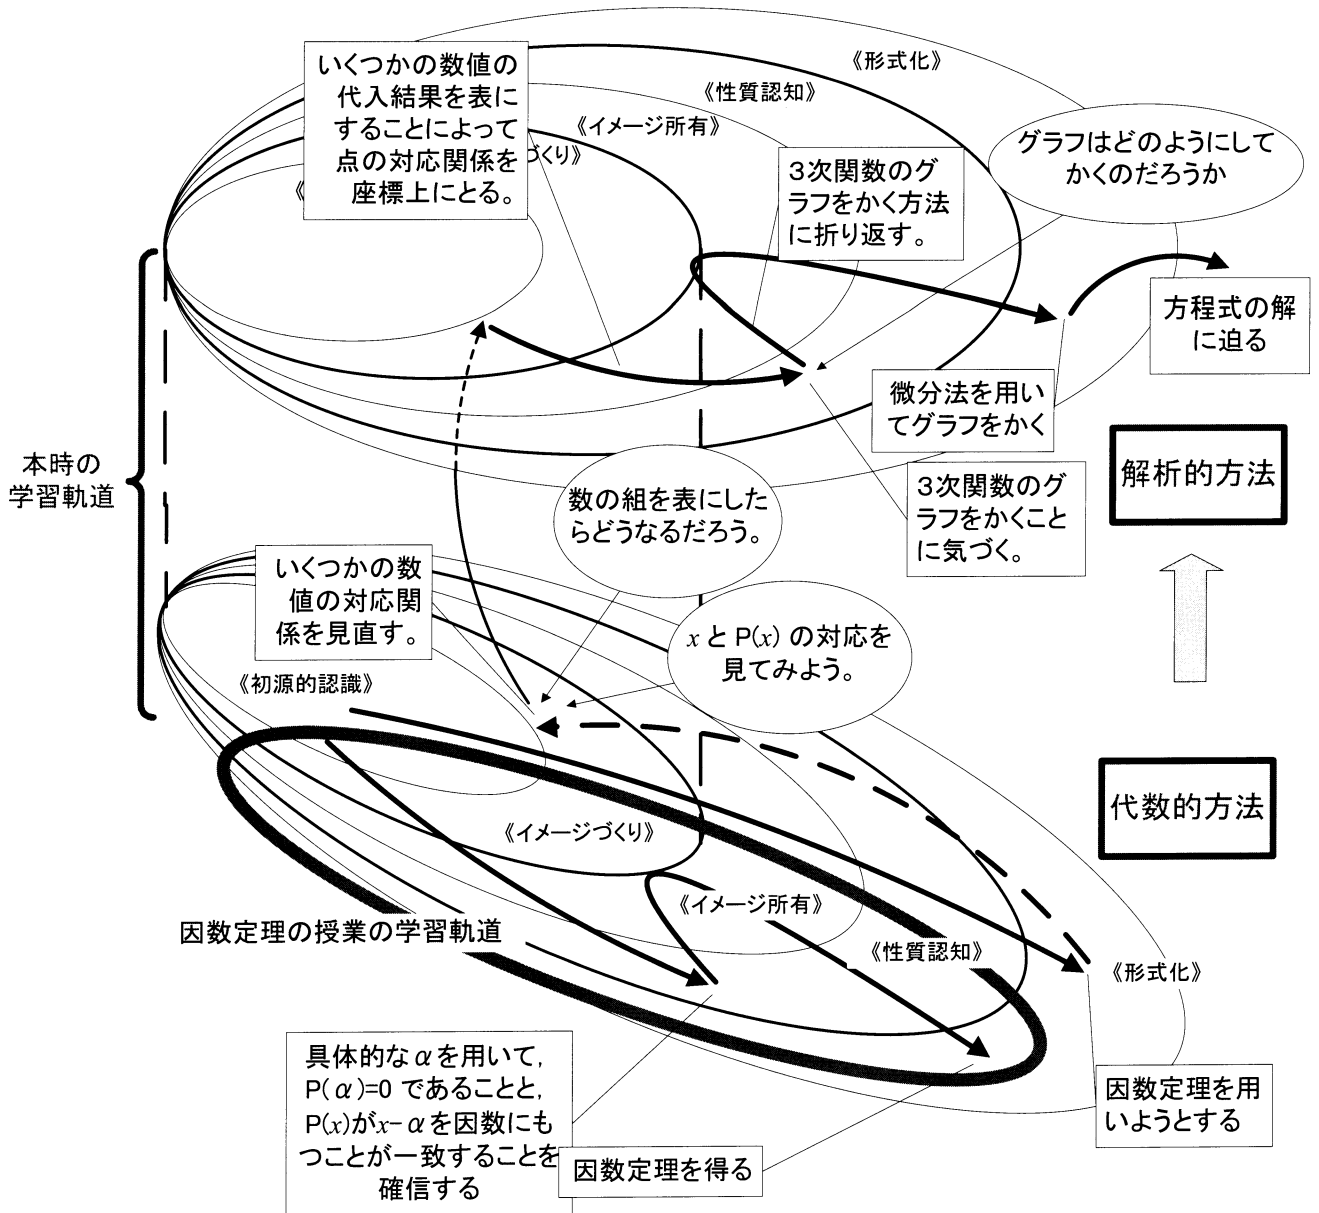 《形式化》
《性質認知》
《イメージ所有》
づくり》
《
いくつかの数値の
代入結果を表に
することによって
点の対応関係を
座標上にとる。
グラフはどのようにして
かくのだろうか
3次関数のグ
ラフをかく方法
に折り返す。
方程式の解
に迫る
微分法を用い
てグラフをかく
解析的方法
3次関数のグ
ラフをかくこと
に気づく。
本時の
学習軌道
数の組を表にした
らどうなるだろう。
いくつかの数
値の対応関
係を見直す。
xとP(x)の対応を
見てみよう。
《初源的認識》
代数的方法
《イメージづくり》
《イメージ所有》
《性質認知》
《形式化》
因数定理の授業の学習軌道
具体的なαを用いて,
P(α)=0であることと,
P(x)がx-αを因数にも
つことが一致することを
確信する
因数定理を得る
因数定理を用
いようとする